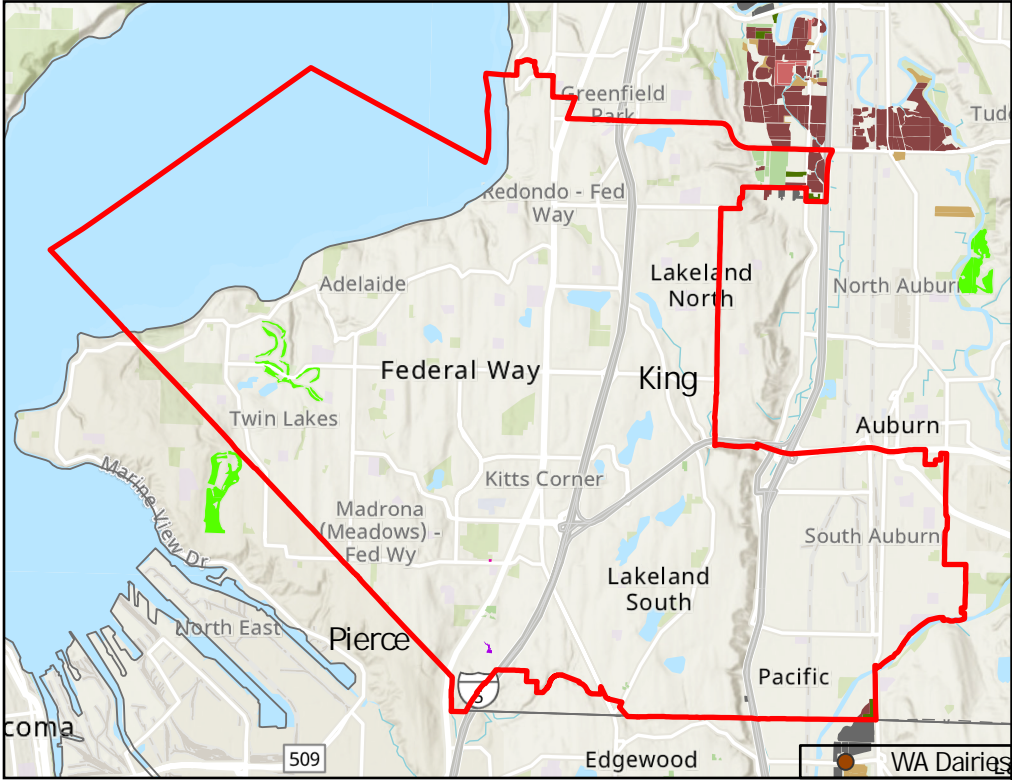 Greenfield
Park
Tud
Redondo - Fed
Way
Adelaide
Lakeland
North
North Auburn
Federal Way
King
Twin Lakes
Auburn
Marine View Dr
Kitts Corner
Madrona
(Meadows) -
Fed Wy
South Auburn
Lakeland
South
North East
Pierce
Pacific
5
coma
509
Edgewood
WA Dairies